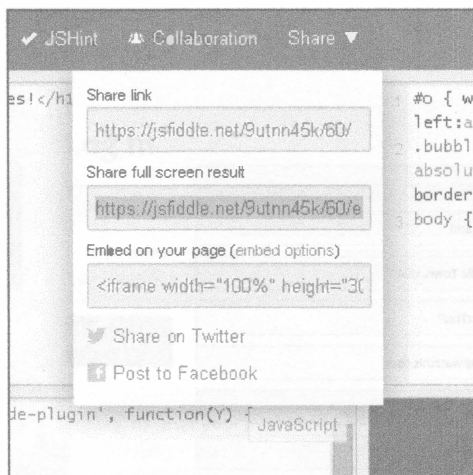 JSHint Collaboration Share ▼
es!</h1
Share link
https://jsfiddle.net/9utnn45k/60/
Share full screen result
https://jsfiddle.net/9utnn45k/60/e
Embed on your page (embed options)
<iframe width="100%" height="30
Share on Twitter
Post to Facebook
1 #o { w
left:a
2 .bubbl
absolu
border
3 body {
de-plugin', function(Y) {
JavaScript